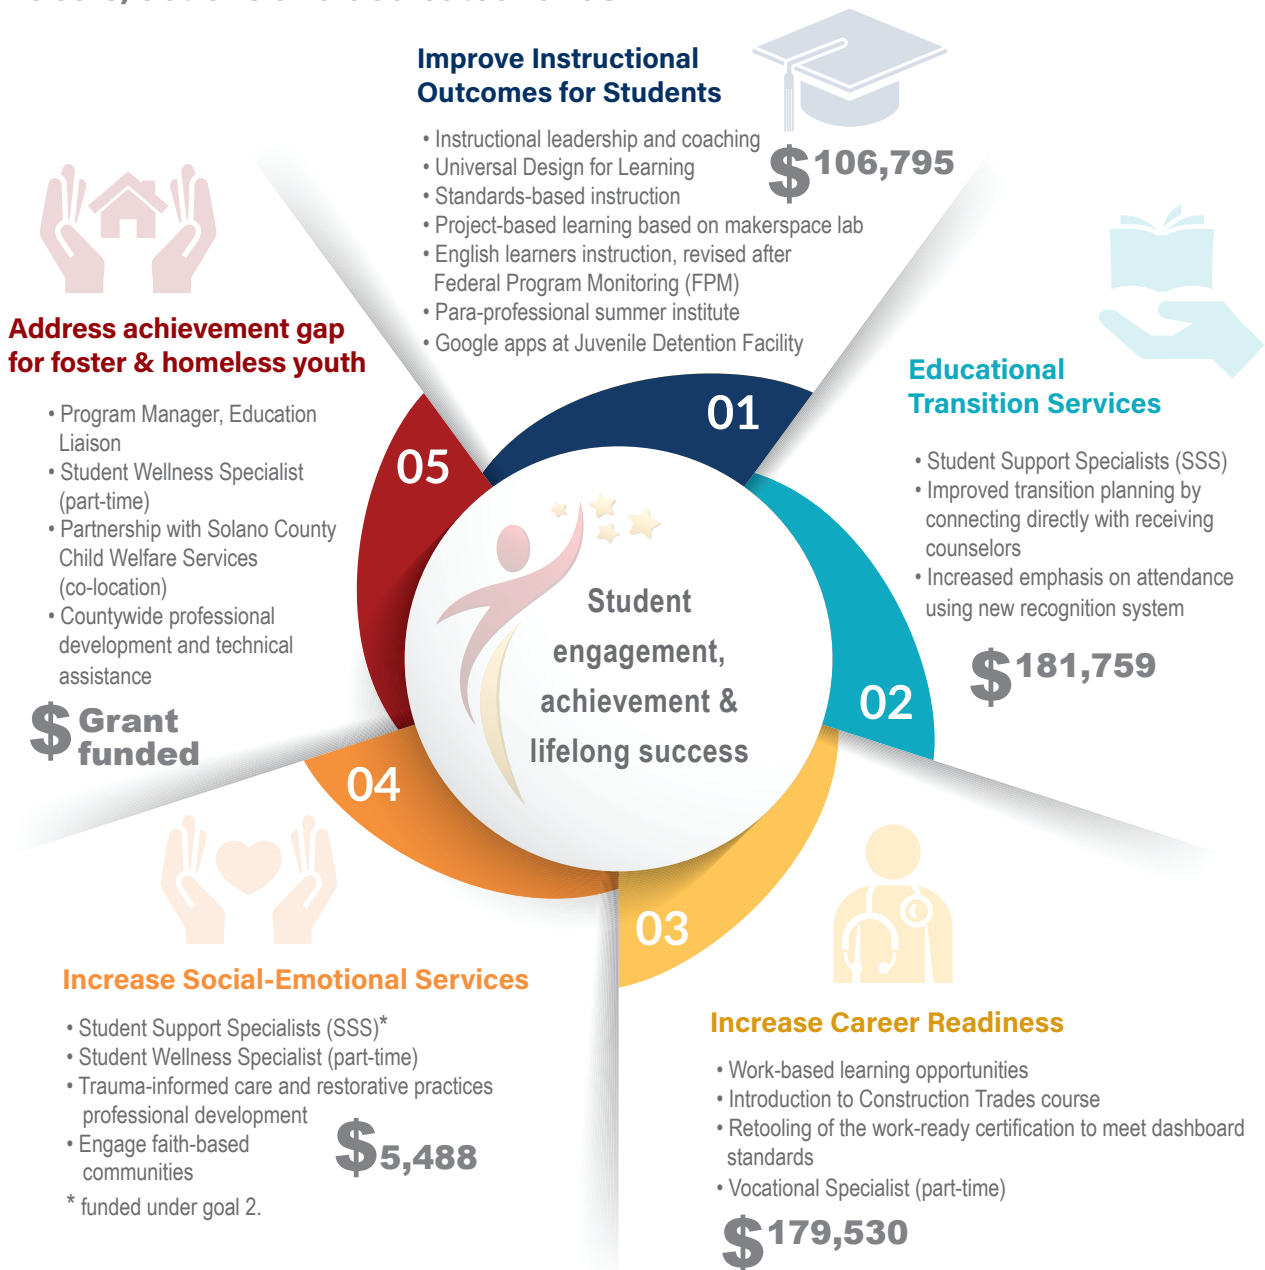 Improve Instructional
Outcomes for Students
• Instructional leadership and coaching
• Universal Design for Learning
• Standards-based instruction
• Project-based learning based on makerspace lab
• English learners instruction, revised after
Federal Program Monitoring (FPM)
• Para-professional summer institute
• Google apps at Juvenile Detention Facility
$106,795
01
Educational
Transition Services
• Student Support Specialists (SSS)
• Improved transition planning by
connecting directly with receiving
counselors
• Increased emphasis on attendance
using new recognition system
$181,759
02
Increase Career Readiness
• Work-based learning opportunities
• Introduction to Construction Trades course
• Retooling of the work-ready certification to meet dashboard
standards
• Vocational Specialist (part-time)
$179,530
03
Increase Social-Emotional Services
• Student Support Specialists (SSS)*
• Student Wellness Specialist (part-time)
• Trauma-informed care and restorative practices
professional development
• Engage faith-based
communities
* funded under goal 2.
$5,488
04
Address achievement gap
for foster & homeless youth
• Program Manager, Education
Liaison
• Student Wellness Specialist
(part-time)
• Partnership with Solano County
Child Welfare Services
(co-location)
• Countywide professional
development and technical
assistance
$ Grant
funded
05
Student
engagement,
achievement &
lifelong success